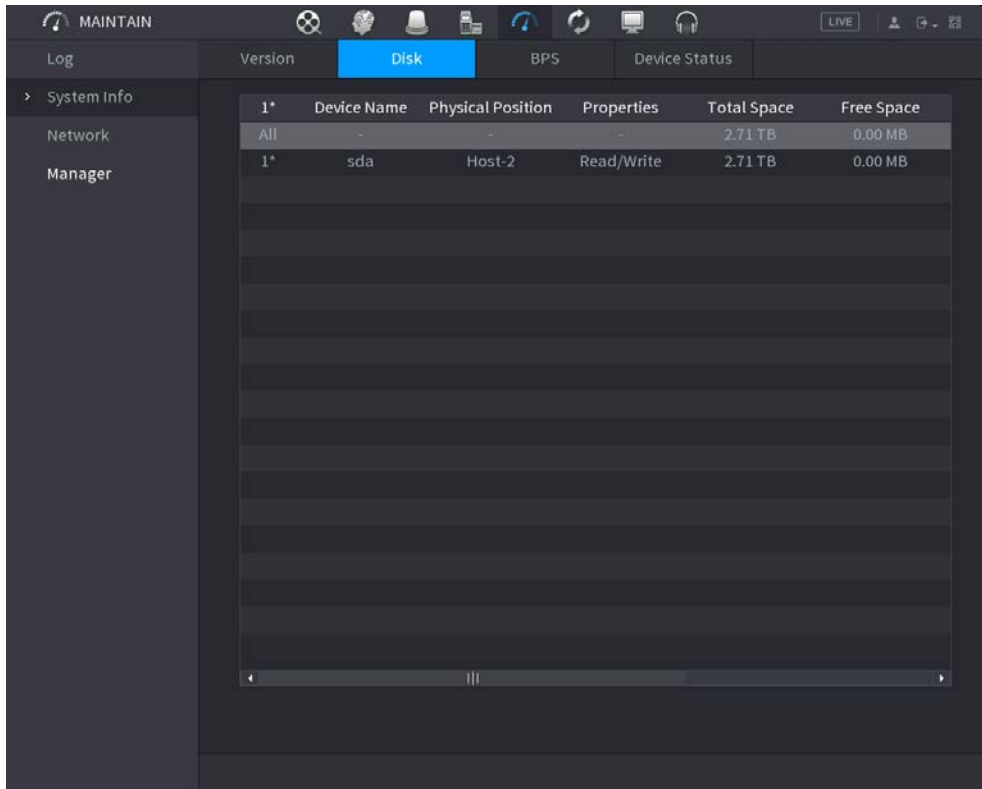 MAINTAIN LIVE
Log Version Disk BPS Device Status
System Info
1* Device Name Physical Position Properties Total Space Free Space
Network All - - - 2.71 TB 0.00 MB
1* sda Host-2 Read/Write 2.71 TB 0.00 MB
Manager